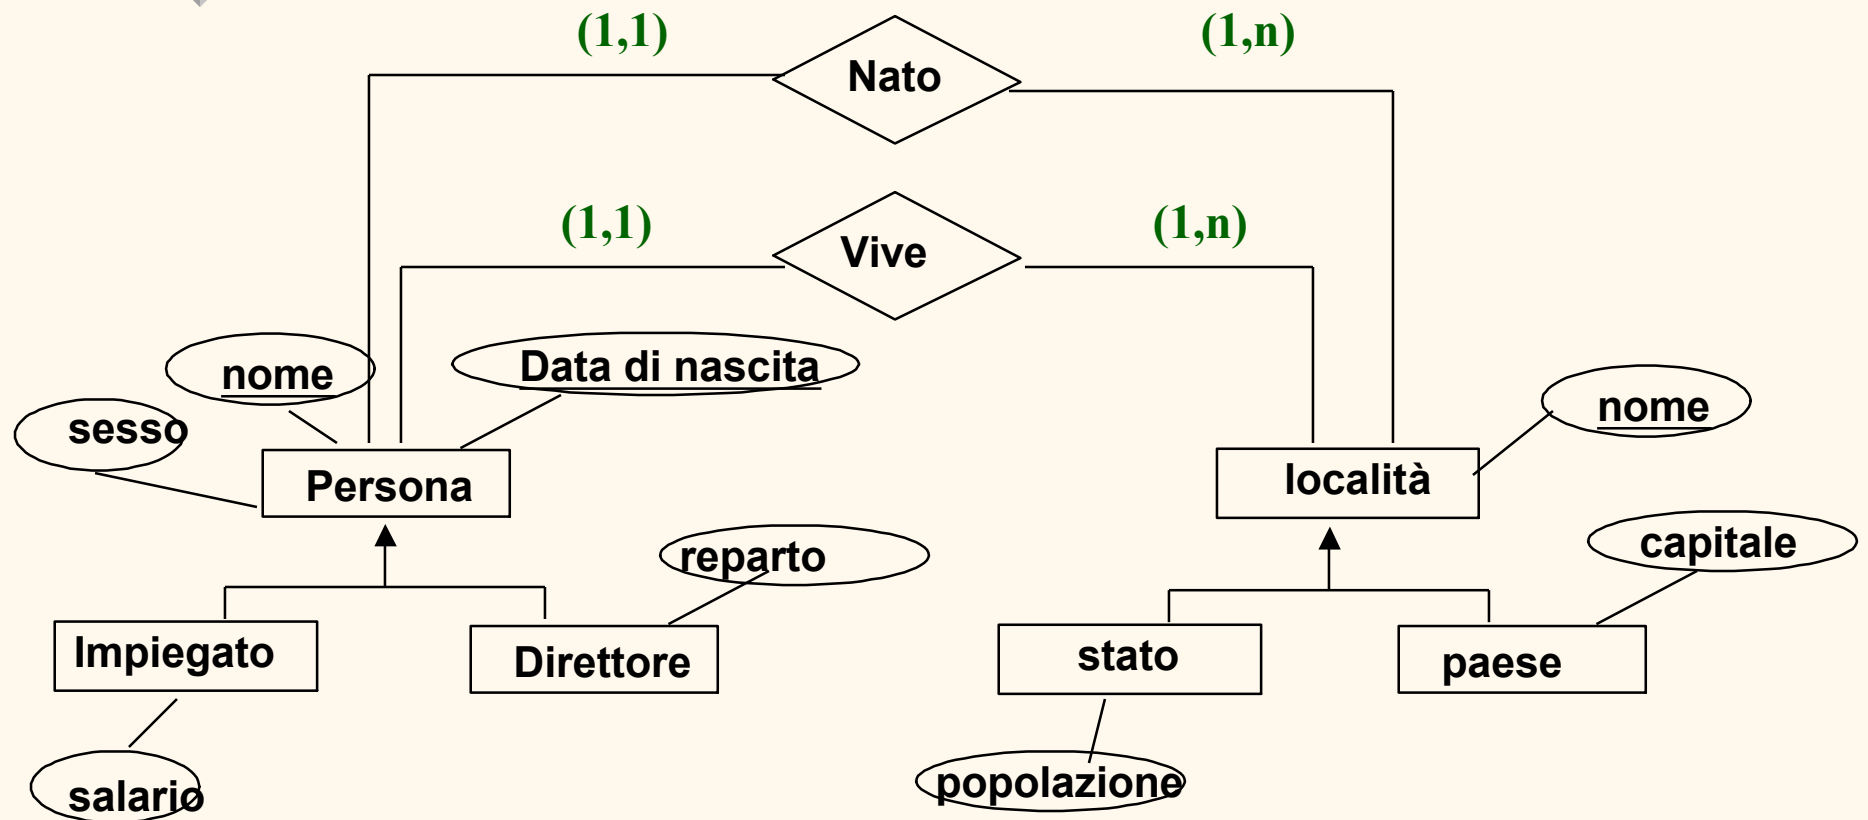 (1,1)
(1,n)
Nato
(1,1)
(1,n)
Vive
nome
Data di nascita
sesso
nome
Persona
località
reparto
capitale
Impiegato
Direttore
stato
paese
salario
popolazione